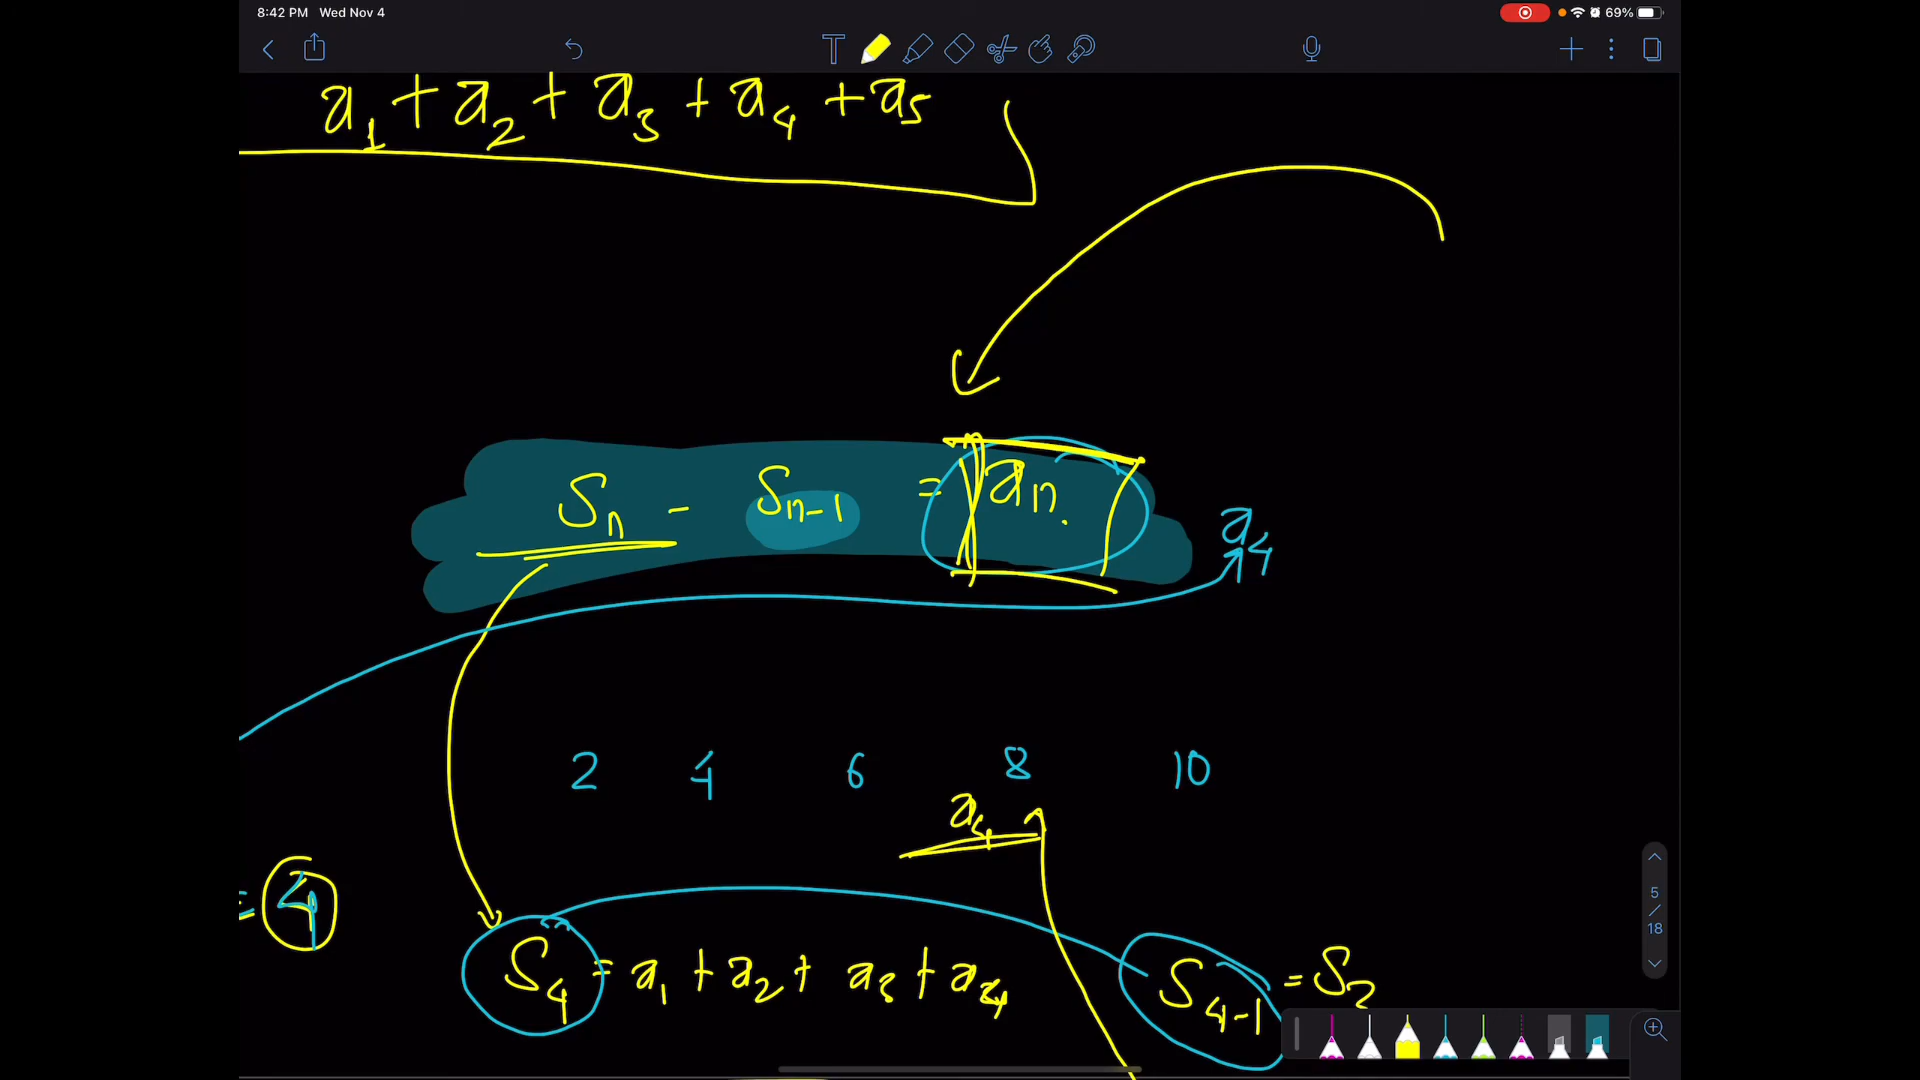 8:42 PM Wed Nov 4 69%
T
a₁ + a₂ + a₃ + a₄ + a₅
Sₙ - Sₙ₋₁ = aₙ.
a₄
2 4 6 8 10
a₄
5
/
18
= 4
S₄ = a₁ + a₂ + a₃ + a₄ S₄₋₁ = S